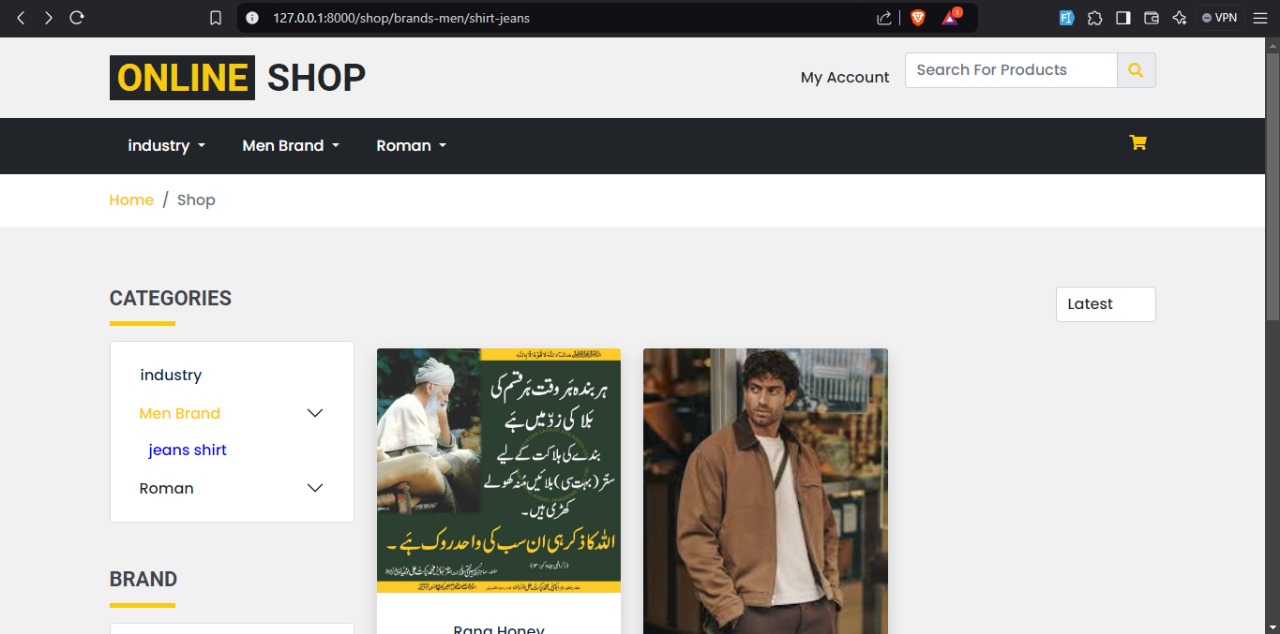 127.0.0.1:8000/shop/brands-men/shirt-jeans
VPN
ONLINE SHOP
My Account
Search For Products
industry
Men Brand
Roman
Home / Shop
CATEGORIES
Latest
industry
Men Brand
jeans shirt
Roman
BRAND
ہر بندہ ہر وقت ہر قسم کی
بلا کی زد میں ہے
بندے کی ہلاکت کے لیے
ستّر (بہت سی) بلائیں مُنہ کھولے
کھڑی ہیں۔
اللہ کا ذکر ہی ان سب کی واحد روک ہے۔
Rana Honey